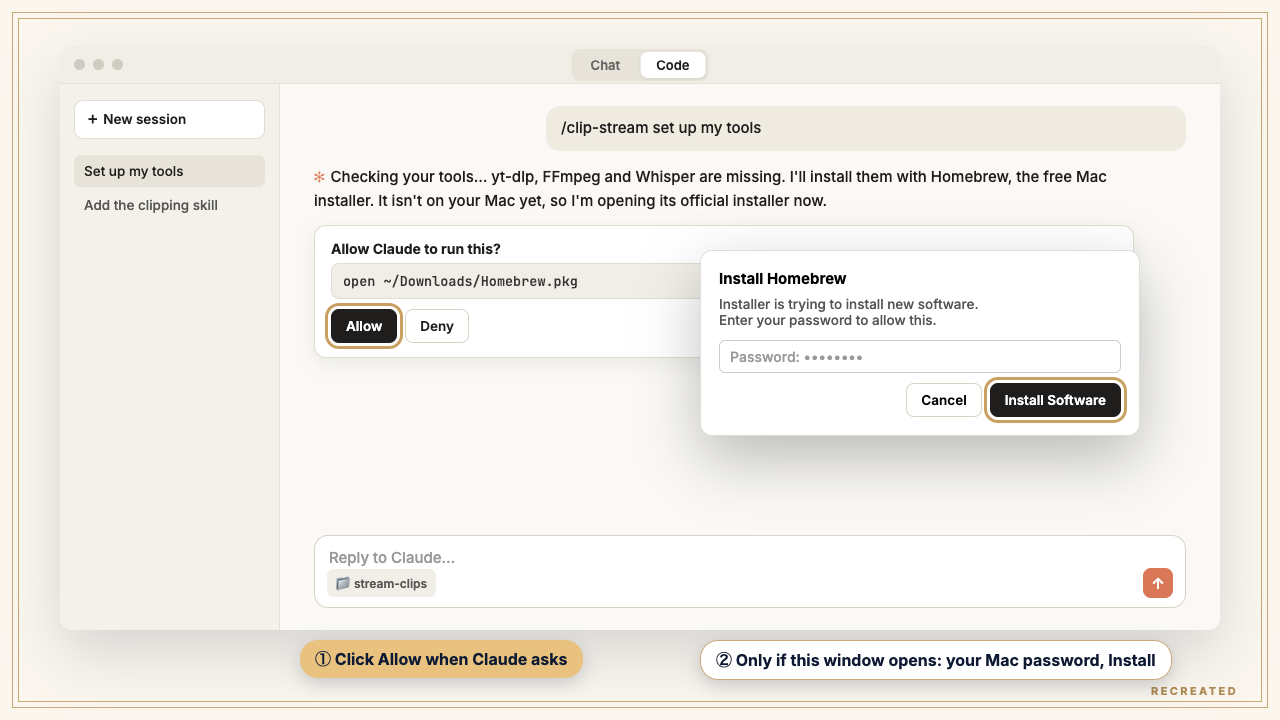 Chat
Code
+ New session
Set up my tools
Add the clipping skill
/clip-stream set up my tools
✻ Checking your tools... yt-dlp, FFmpeg and Whisper are missing. I'll install them with Homebrew, the free Mac
installer. It isn't on your Mac yet, so I'm opening its official installer now.
Allow Claude to run this?
open ~/Downloads/Homebrew.pkg
Allow
Deny
Install Homebrew
Installer is trying to install new software.
Enter your password to allow this.
Password: ••••••••
Cancel
Install Software
Reply to Claude...
stream-clips
① Click Allow when Claude asks
② Only if this window opens: your Mac password, Install
RECREATED